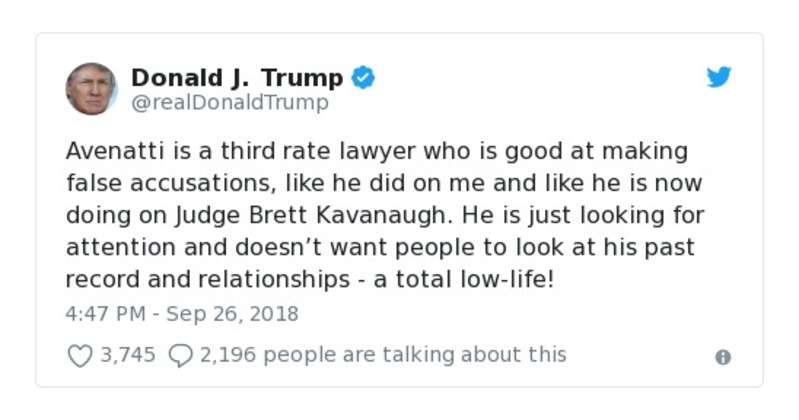 Donald J. Trump
@realDonaldTrump
Avenatti is a third rate lawyer who is good at making
false accusations, like he did on me and like he is now
doing on Judge Brett Kavanaugh. He is just looking for
attention and doesn’t want people to look at his past
record and relationships - a total low-life!
4:47 PM - Sep 26, 2018
3,745 2,196 people are talking about this